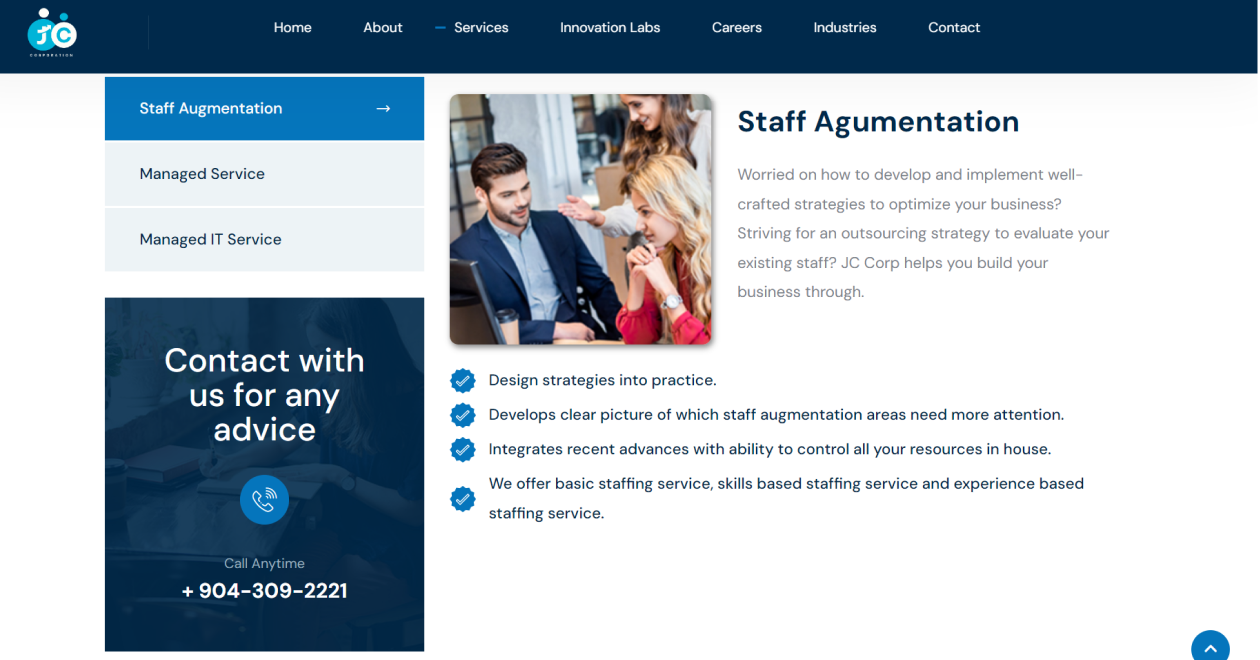 JC
CORPORATION
Home
About
Services
Innovation Labs
Careers
Industries
Contact
Staff Augmentation
Managed Service
Managed IT Service
Contact with
us for any
advice
Call Anytime
+ 904-309-2221
Staff Agumentation
Worried on how to develop and implement well-
crafted strategies to optimize your business?
Striving for an outsourcing strategy to evaluate your
existing staff? JC Corp helps you build your
business through.
Design strategies into practice.
Develops clear picture of which staff augmentation areas need more attention.
Integrates recent advances with ability to control all your resources in house.
We offer basic staffing service, skills based staffing service and experience based
staffing service.